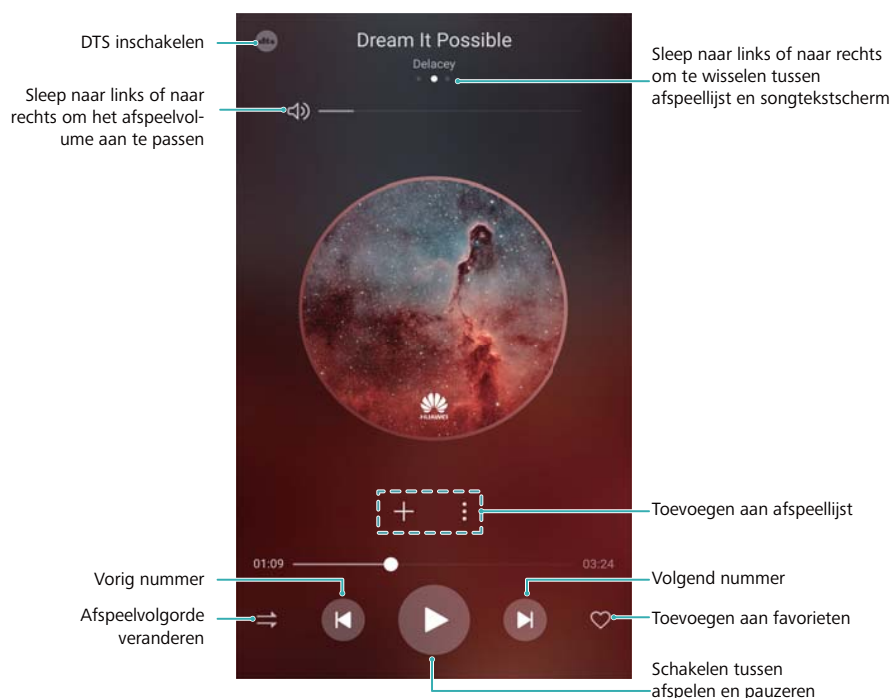 DTS inschakelen
Dream It Possible
Delacey
Sleep naar links of naar rechts
om te wisselen tussen
afspeellijst en songtekstscherm
Sleep naar links of naar
rechts om het afspeelvol-
ume aan te passen
HUAWEI
Toevoegen aan afspeellijst
01:09
03:24
Vorig nummer
Volgend nummer
Afspeelvolgorde
veranderen
Toevoegen aan favorieten
Schakelen tussen
afspelen en pauzeren